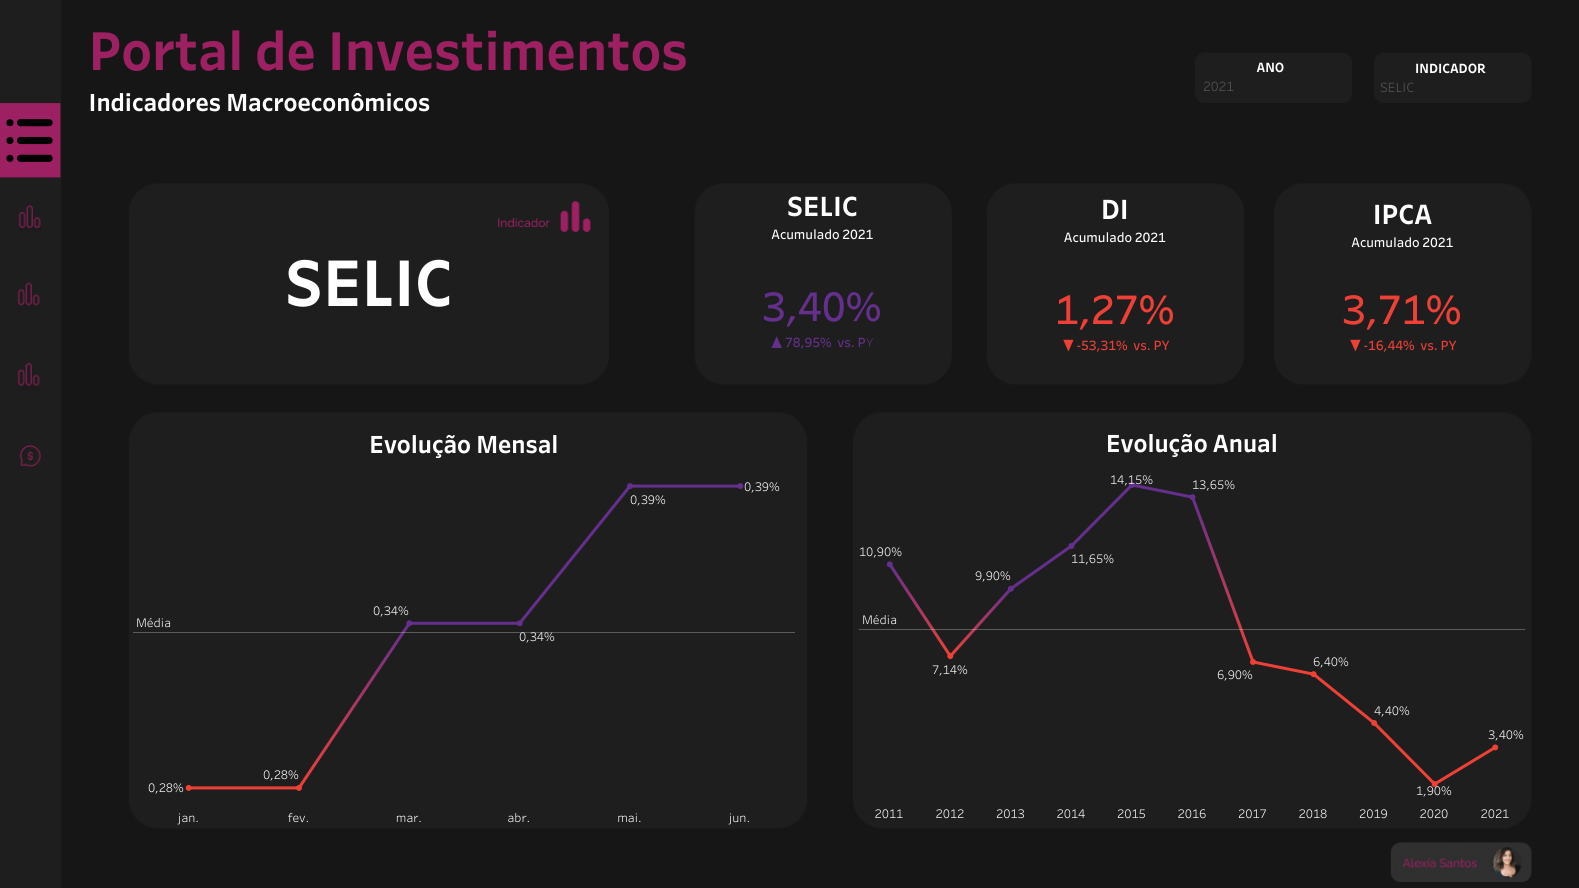 Portal de Investimentos
Indicadores Macroeconômicos
ANO
2021
INDICADOR
SELIC
Indicador
SELIC
SELIC
Acumulado 2021
3,40%
▲ 78,95% vs. PY
DI
Acumulado 2021
1,27%
▼ -53,31% vs. PY
IPCA
Acumulado 2021
3,71%
▼ -16,44% vs. PY
Evolução Mensal
0,39%
0,39%
0,34%
Média
0,34%
0,28%
0,28%
jan. fev. mar. abr. mai. jun.
Evolução Anual
14,15%
13,65%
10,90%
11,65%
9,90%
Média
7,14%
6,40%
6,90%
4,40%
3,40%
1,90%
2011 2012 2013 2014 2015 2016 2017 2018 2019 2020 2021
$
Alexia Santos